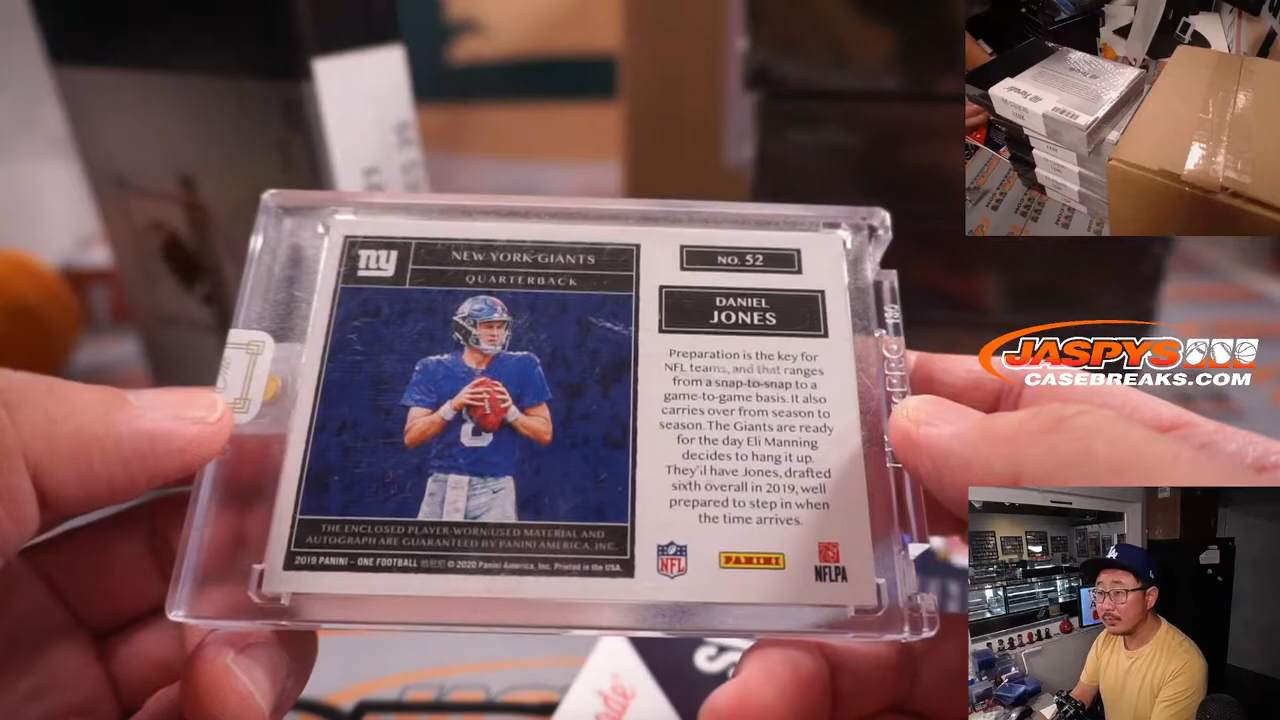 ny
NEW YORK GIANTS
QUARTERBACK
NO. 52
DANIEL
JONES
Preparation is the key for
NFL teams, and that ranges
from a snap-to-snap to a
game-to-game basis. It also
carries over from season to
season. The Giants are ready
for the day Eli Manning
decides to hang it up.
They'll have Jones, drafted
sixth overall in 2019, well
prepared to step in when
the time arrives.
THE ENCLOSED PLAYER-WORN/USED MATERIAL AND
AUTOGRAPH ARE GUARANTEED BY PANINI AMERICA, INC.
2019 PANINI – ONE FOOTBALL © 2020 Panini America, Inc. Printed in the USA.
NFL
PANINI
NFLPA
JASPYS
CASEBREAKS.COM
LA